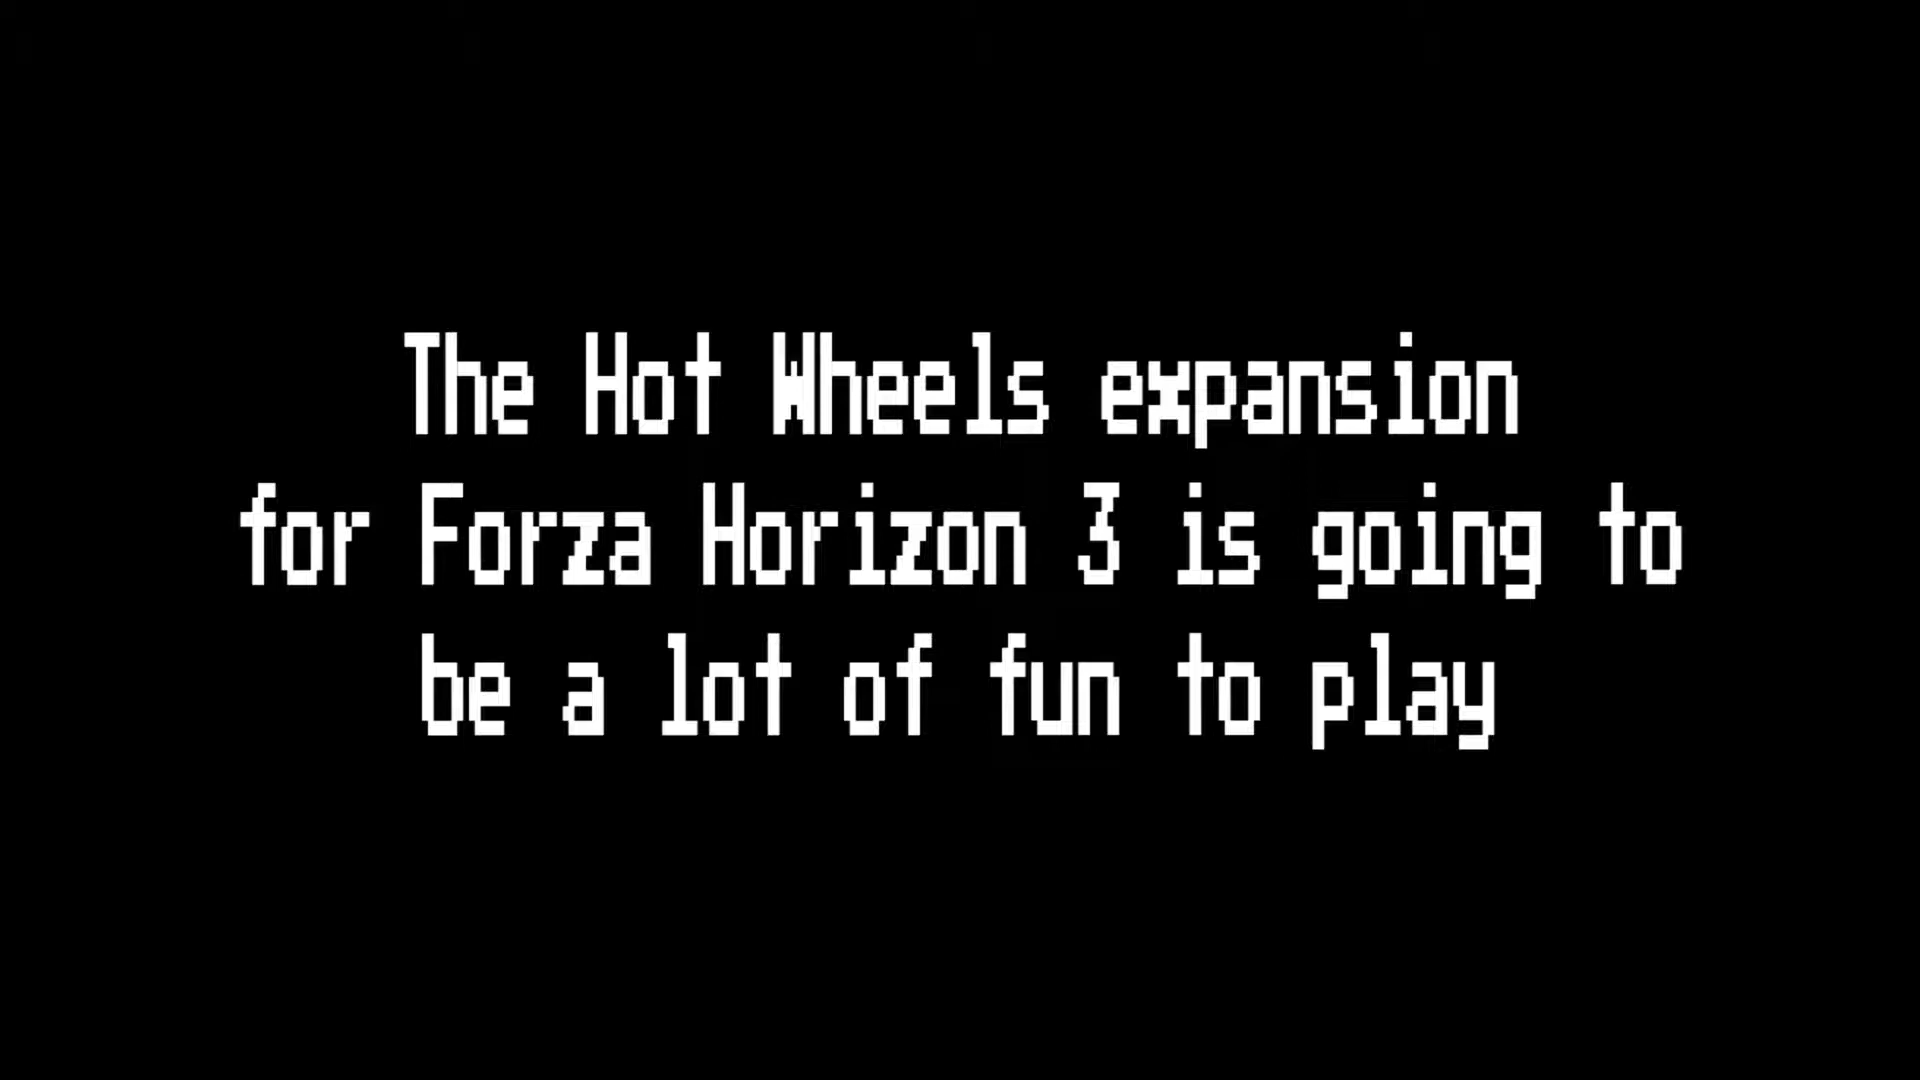 The Hot Wheels expansion
for Forza Horizon 3 is going to
be a lot of fun to play